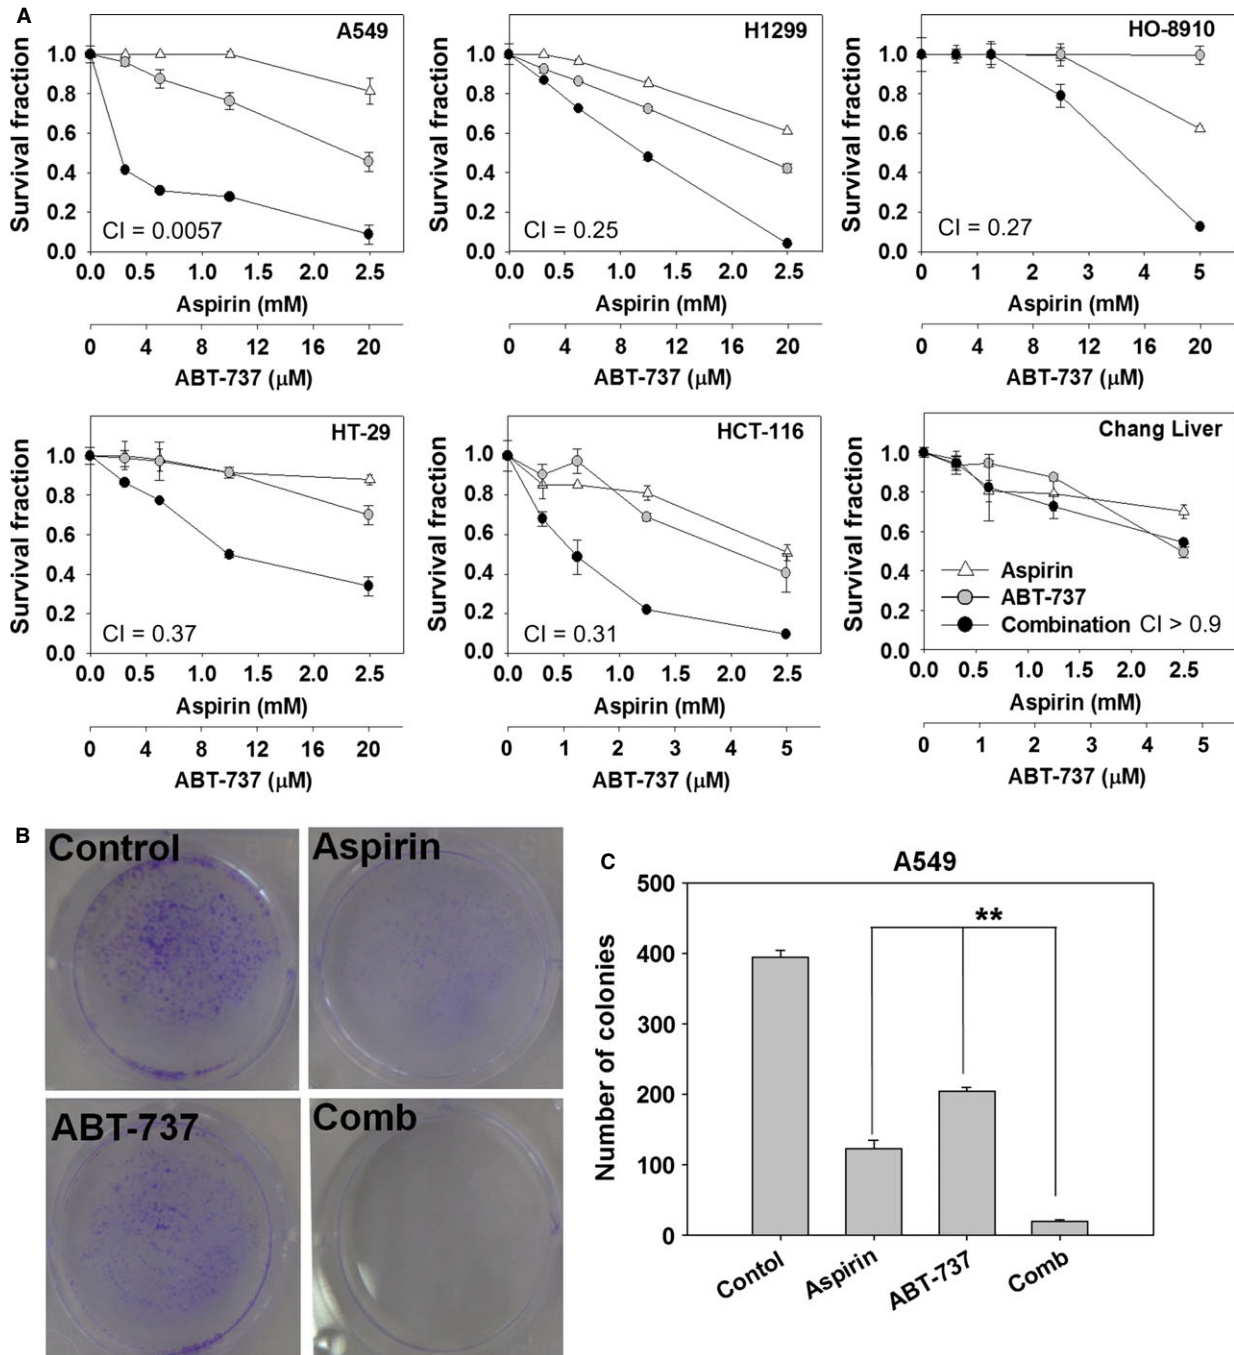 A
A549
Survival fraction
1.0
0.8
0.6
0.4
0.2
0.0
CI = 0.0057
0.0 0.5 1.0 1.5 2.0 2.5
Aspirin (mM)
0 4 8 12 16 20
ABT-737 (μM)
H1299
Survival fraction
1.0
0.8
0.6
0.4
0.2
0.0
CI = 0.25
0.0 0.5 1.0 1.5 2.0 2.5
Aspirin (mM)
0 4 8 12 16 20
ABT-737 (μM)
HO-8910
Survival fraction
1.0
0.8
0.6
0.4
0.2
0.0
CI = 0.27
0 1 2 3 4 5
Aspirin (mM)
0 4 8 12 16 20
ABT-737 (μM)
HT-29
Survival fraction
1.0
0.8
0.6
0.4
0.2
0.0
CI = 0.37
0.0 0.5 1.0 1.5 2.0 2.5
Aspirin (mM)
0 4 8 12 16 20
ABT-737 (μM)
HCT-116
Survival fraction
1.0
0.8
0.6
0.4
0.2
0.0
CI = 0.31
0.0 0.5 1.0 1.5 2.0 2.5
Aspirin (mM)
0 1 2 3 4 5
ABT-737 (μM)
Chang Liver
Survival fraction
1.0
0.8
0.6
0.4
0.2
0.0
Aspirin
ABT-737
Combination CI > 0.9
0.0 0.5 1.0 1.5 2.0 2.5
Aspirin (mM)
0 1 2 3 4 5
ABT-737 (μM)
B
Control
Aspirin
ABT-737
Comb
C
A549
Number of colonies
500
400
300
200
100
0
**
Contol
Aspirin
ABT-737
Comb